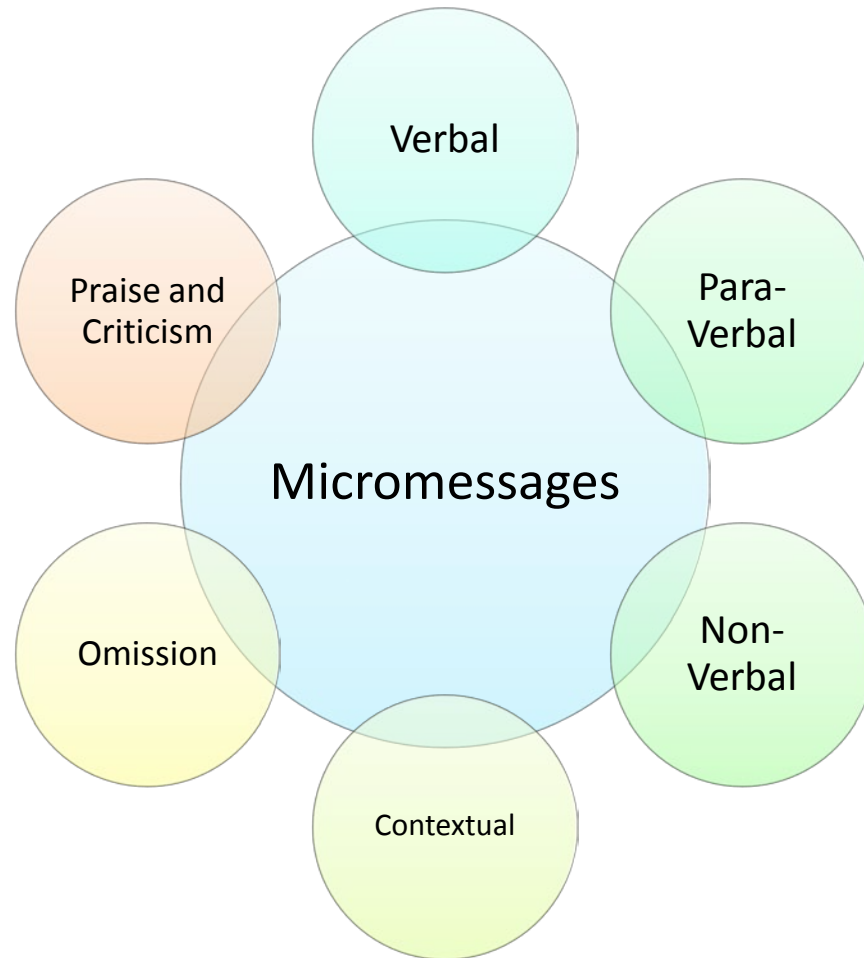 Verbal
Para-
Verbal
Non-
Verbal
Contextual
Omission
Praise and
Criticism
Micromessages